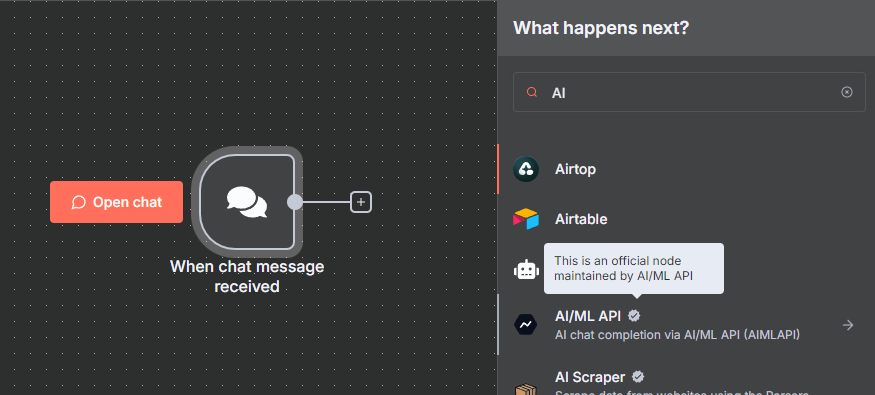 What happens next?
AI
Airtop
Open chat
Airtable
This is an official node
maintained by AI/ML API
When chat message
received
AI/ML API
AI chat completion via AI/ML API (AIMLAPI)
AI Scraper